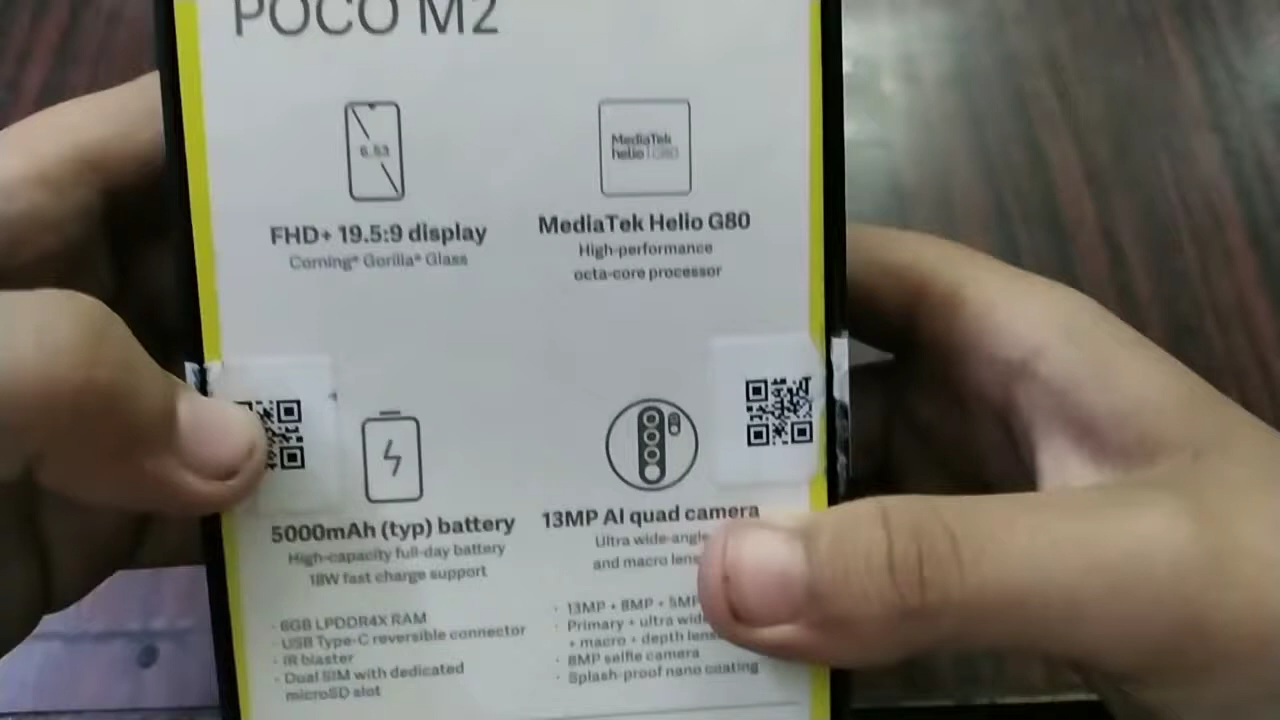 POCO M2
6.53
MediaTek
helio G80
FHD+ 19.5:9 display
Corning® Gorilla® Glass
MediaTek Helio G80
High-performance
octa-core processor
5000mAh (typ) battery
High-capacity full-day battery
18W fast charge support
13MP AI quad camera
Ultra wide-angle
and macro lens
· 6GB LPDDR4X RAM
· USB Type-C reversible connector
· IR blaster
· Dual SIM with dedicated
microSD slot
· 13MP + 8MP + 5MP
· Primary + ultra wide
+ macro + depth lens
· 8MP selfie camera
· Splash-proof nano coating